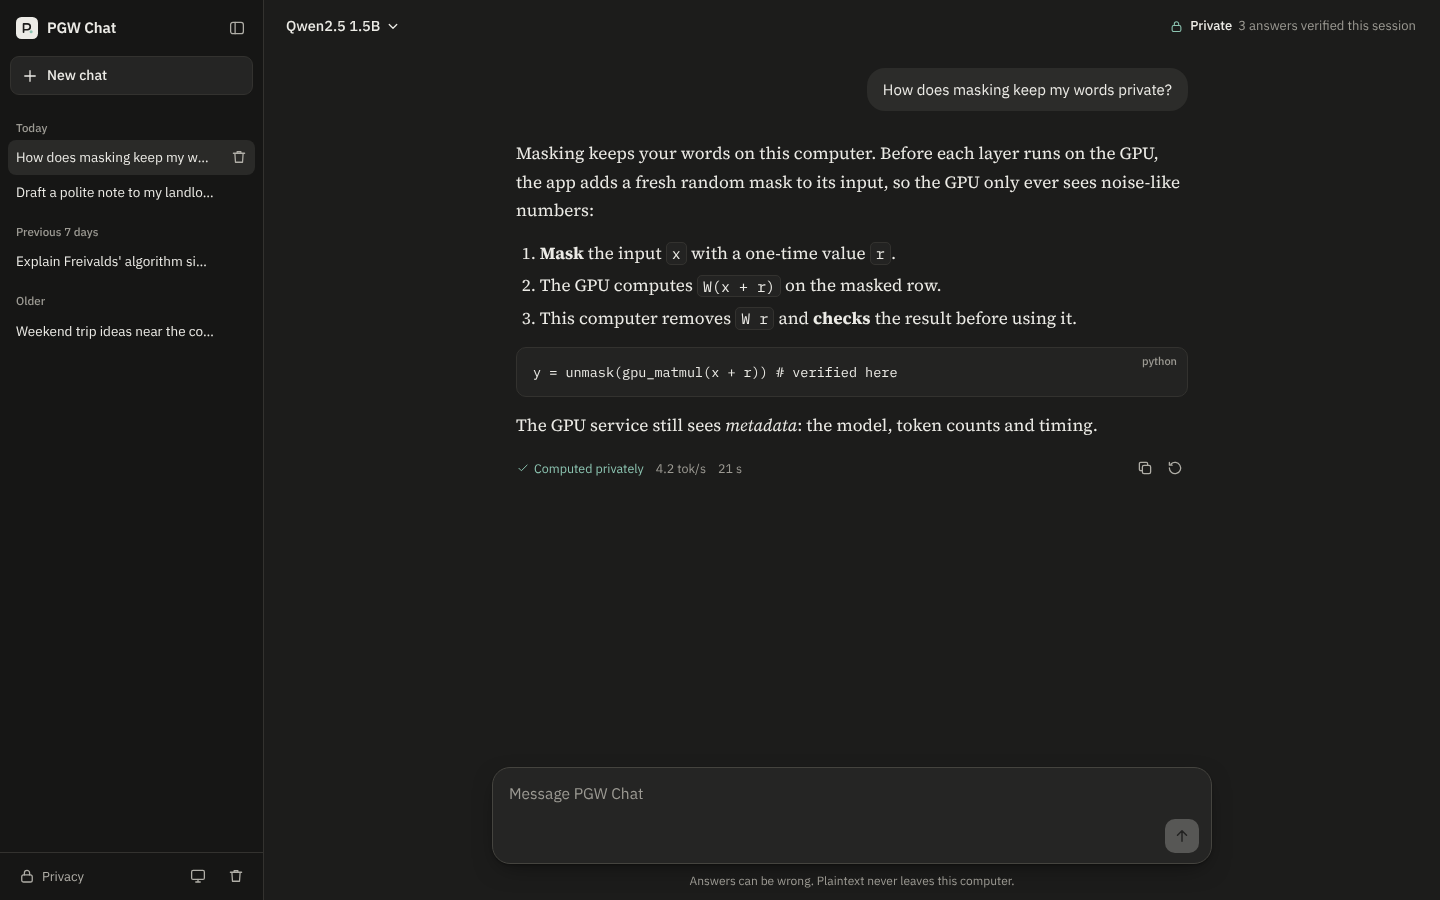 PGW Chat
New chat
Today
How does masking keep my w...
Draft a polite note to my landlo...
Previous 7 days
Explain Freivalds' algorithm si...
Older
Weekend trip ideas near the co...
Privacy
Qwen2.5 1.5B
Private 3 answers verified this session
How does masking keep my words private?
Masking keeps your words on this computer. Before each layer runs on the GPU,
the app adds a fresh random mask to its input, so the GPU only ever sees noise-like
numbers:
1. Mask the input x with a one-time value r.
2. The GPU computes W(x + r) on the masked row.
3. This computer removes W r and checks the result before using it.
python
y = unmask(gpu_matmul(x + r)) # verified here
The GPU service still sees metadata: the model, token counts and timing.
Computed privately 4.2 tok/s 21 s
Message PGW Chat
Answers can be wrong. Plaintext never leaves this computer.